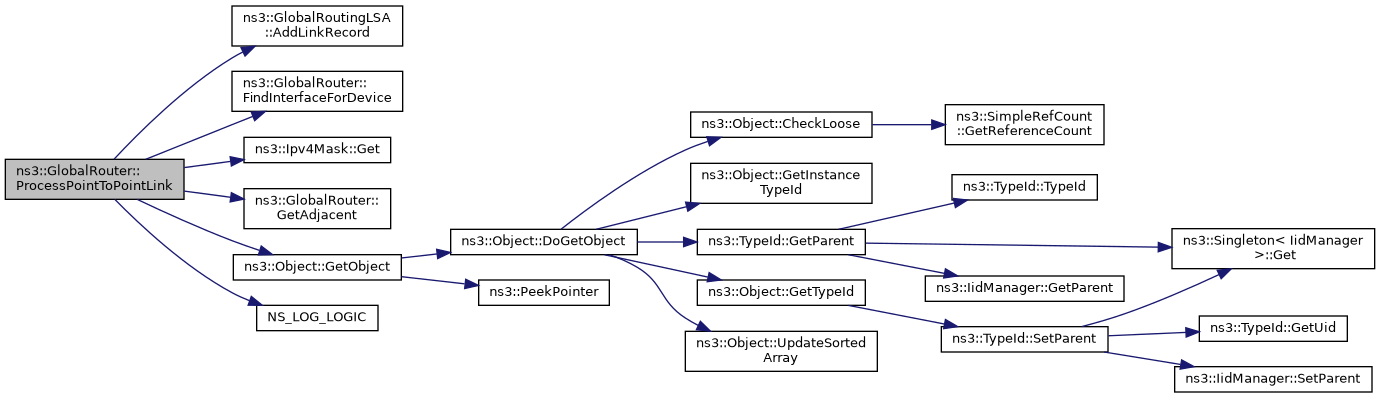 ns3::GlobalRoutingLSA
::AddLinkRecord
ns3::GlobalRouter::
FindInterfaceForDevice
ns3::Ipv4Mask::Get
ns3::GlobalRouter::
ProcessPointToPointLink
ns3::GlobalRouter::
GetAdjacent
ns3::Object::GetObject
NS_LOG_LOGIC
ns3::Object::DoGetObject
ns3::PeekPointer
ns3::Object::CheckLoose
ns3::Object::GetInstance
TypeId
ns3::TypeId::GetParent
ns3::Object::GetTypeId
ns3::Object::UpdateSorted
Array
ns3::SimpleRefCount
::GetReferenceCount
ns3::TypeId::TypeId
ns3::IidManager::GetParent
ns3::TypeId::SetParent
ns3::Singleton< IidManager
>::Get
ns3::TypeId::GetUid
ns3::IidManager::SetParent